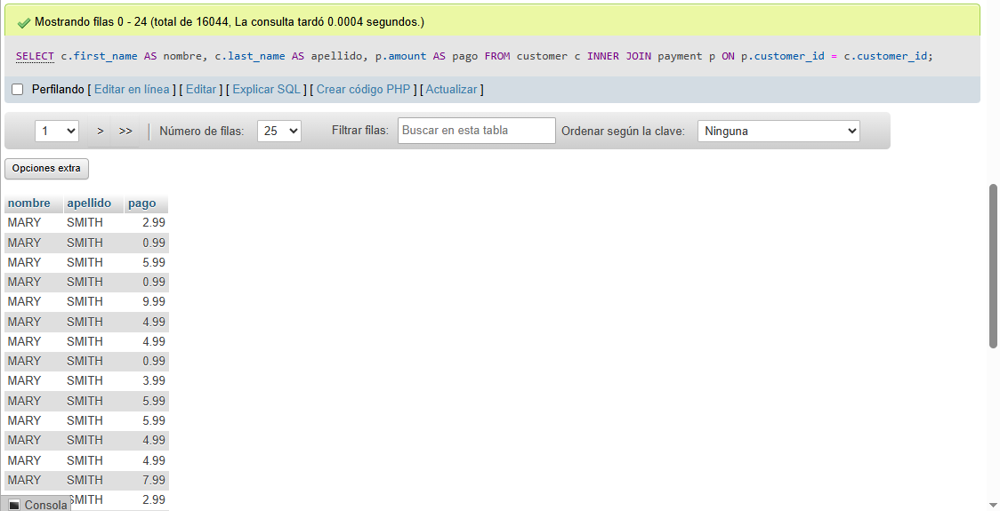 Mostrando filas 0 - 24 (total de 16044, La consulta tardó 0.0004 segundos.)
SELECT c.first_name AS nombre, c.last_name AS apellido, p.amount AS pago FROM customer c INNER JOIN payment p ON p.customer_id = c.customer_id;
Perfilando [ Editar en línea ] [ Editar ] [ Explicar SQL ] [ Crear código PHP ] [ Actualizar ]
1 > >> | Número de filas: 25 Filtrar filas: Buscar en esta tabla Ordenar según la clave: Ninguna
Opciones extra
nombre apellido pago
MARY SMITH 2.99
MARY SMITH 0.99
MARY SMITH 5.99
MARY SMITH 0.99
MARY SMITH 9.99
MARY SMITH 4.99
MARY SMITH 4.99
MARY SMITH 0.99
MARY SMITH 3.99
MARY SMITH 5.99
MARY SMITH 5.99
MARY SMITH 4.99
MARY SMITH 4.99
MARY SMITH 7.99
SMITH 2.99
Consola